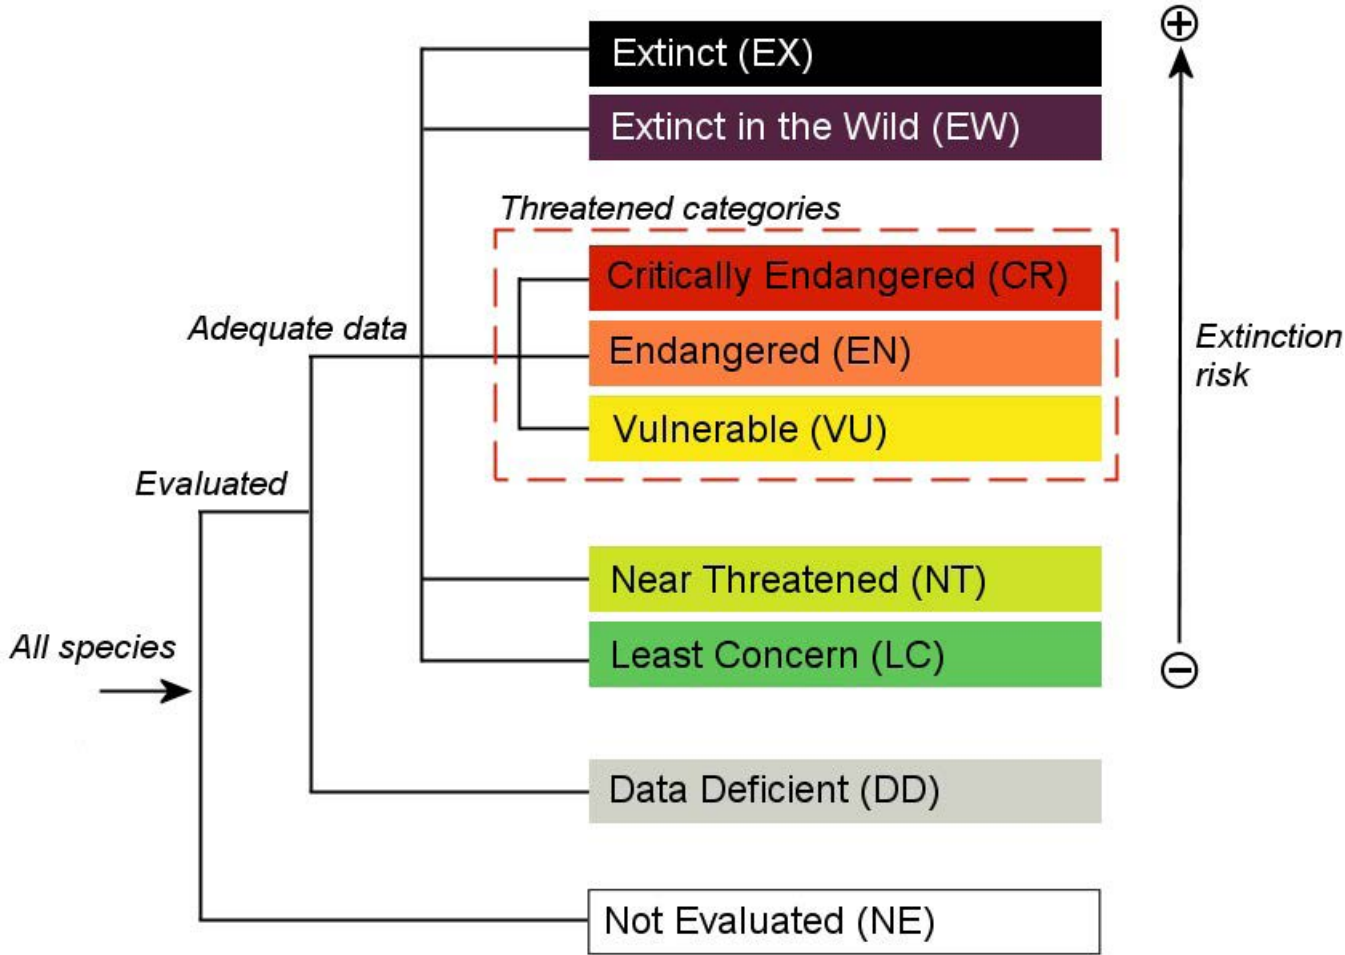 Extinct (EX)
Extinct in the Wild (EW)
Threatened categories
Critically Endangered (CR)
Adequate data
Endangered (EN)
Extinction
risk
Vulnerable (VU)
Evaluated
Near Threatened (NT)
All species
Least Concern (LC)
Data Deficient (DD)
Not Evaluated (NE)